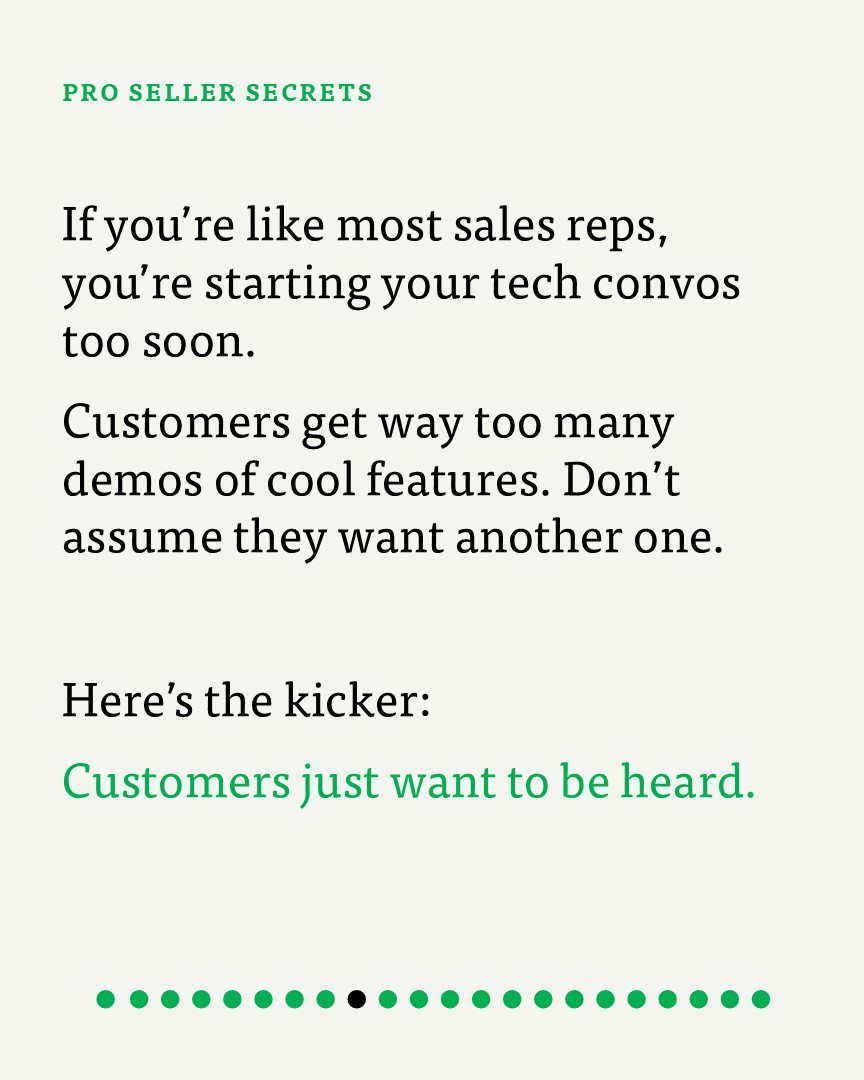 PRO SELLER SECRETS
If you’re like most sales reps,
you’re starting your tech convos
too soon.
Customers get way too many
demos of cool features. Don’t
assume they want another one.
Here’s the kicker:
Customers just want to be heard.